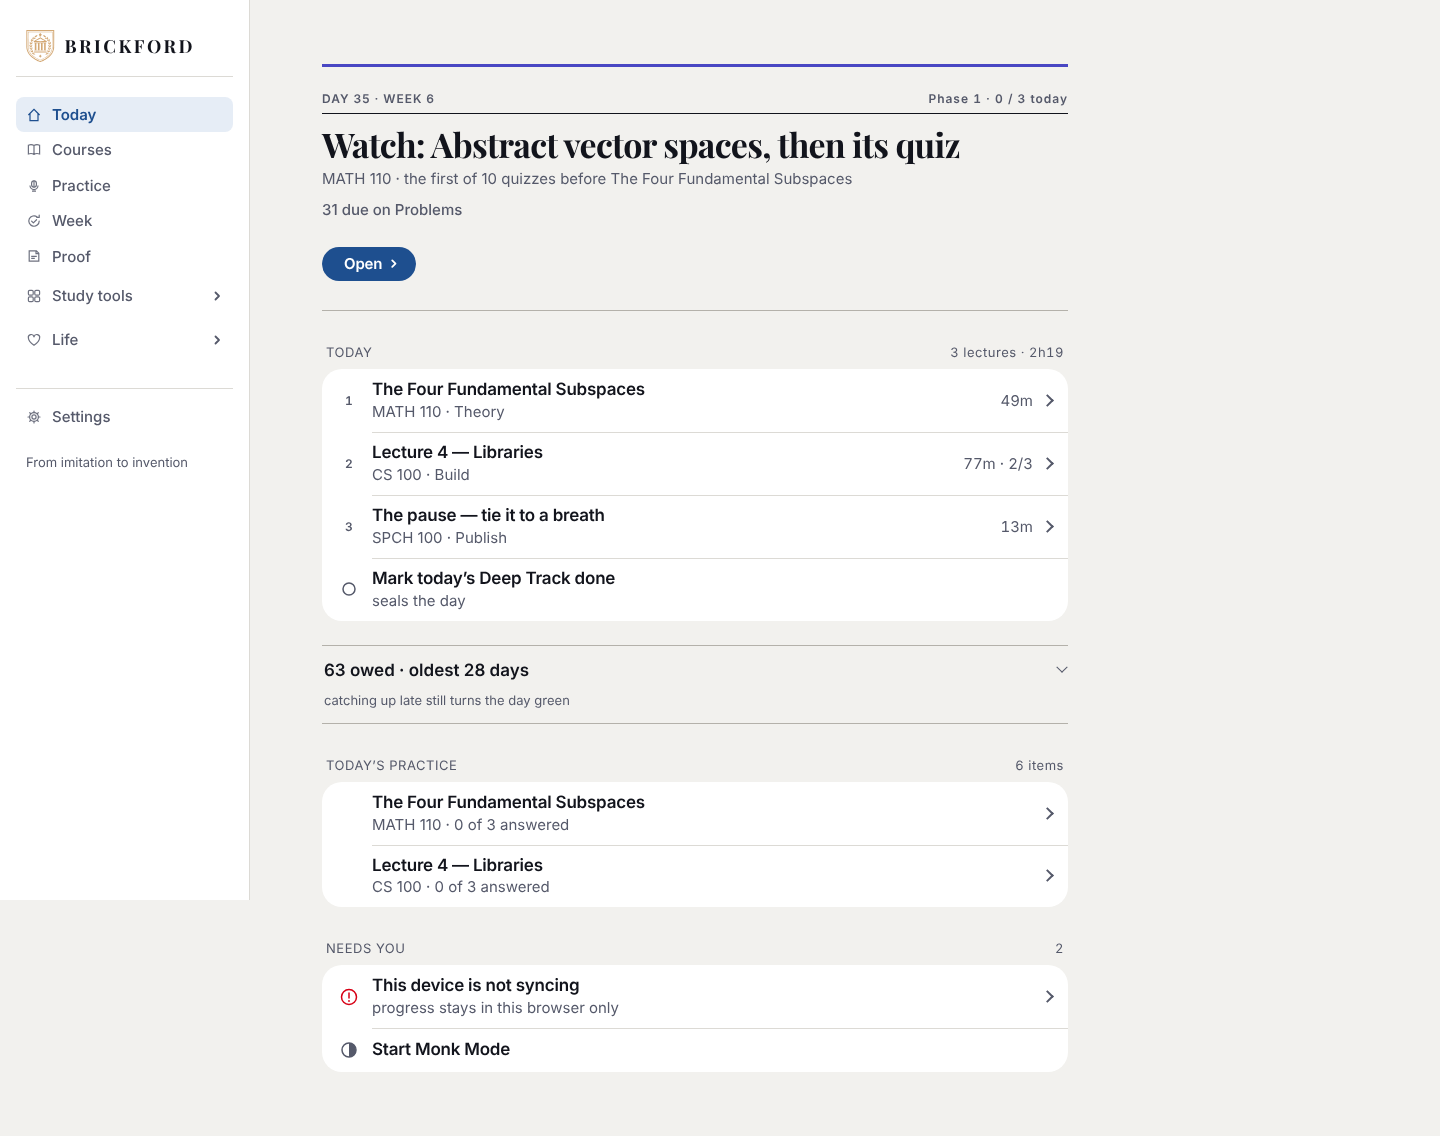 BRICKFORD
Today
Courses
Practice
Week
Proof
Study tools
Life
Settings
From imitation to invention
DAY 35 · WEEK 6
Phase 1 · 0 / 3 today
Watch: Abstract vector spaces, then its quiz
MATH 110 · the first of 10 quizzes before The Four Fundamental Subspaces
31 due on Problems
Open
TODAY
3 lectures · 2h19
1
The Four Fundamental Subspaces
MATH 110 · Theory
49m
2
Lecture 4 — Libraries
CS 100 · Build
77m · 2/3
3
The pause — tie it to a breath
SPCH 100 · Publish
13m
Mark today’s Deep Track done
seals the day
63 owed · oldest 28 days
catching up late still turns the day green
TODAY’S PRACTICE
6 items
The Four Fundamental Subspaces
MATH 110 · 0 of 3 answered
Lecture 4 — Libraries
CS 100 · 0 of 3 answered
NEEDS YOU
2
This device is not syncing
progress stays in this browser only
Start Monk Mode